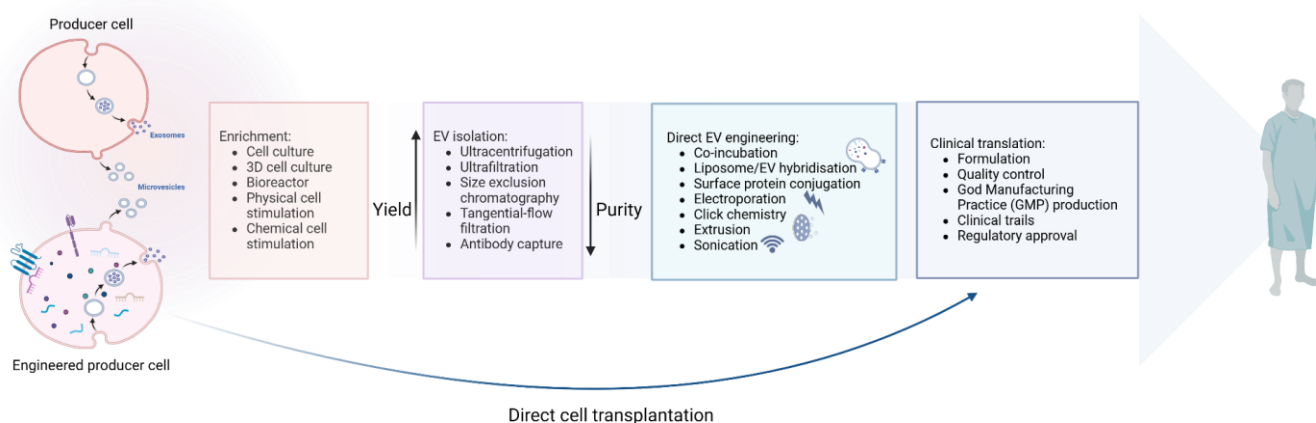 Producer cell
Exosomes
Microvesicles
Engineered producer cell
Enrichment:
Cell culture
3D cell culture
Bioreactor
Physical cell
stimulation
Chemical cell
stimulation
Yield
EV isolation:
Ultracentrifugation
Ultrafiltration
Size exclusion
chromatography
Tangential-flow
filtration
Antibody capture
Purity
Direct EV engineering:
Co-incubation
Liposome/EV hybridisation
Surface protein conjugation
Electroporation
Click chemistry
Extrusion
Sonication
Clinical translation:
Formulation
Quality control
God Manufacturing
Practice (GMP) production
Clinical trails
Regulatory approval
Direct cell transplantation